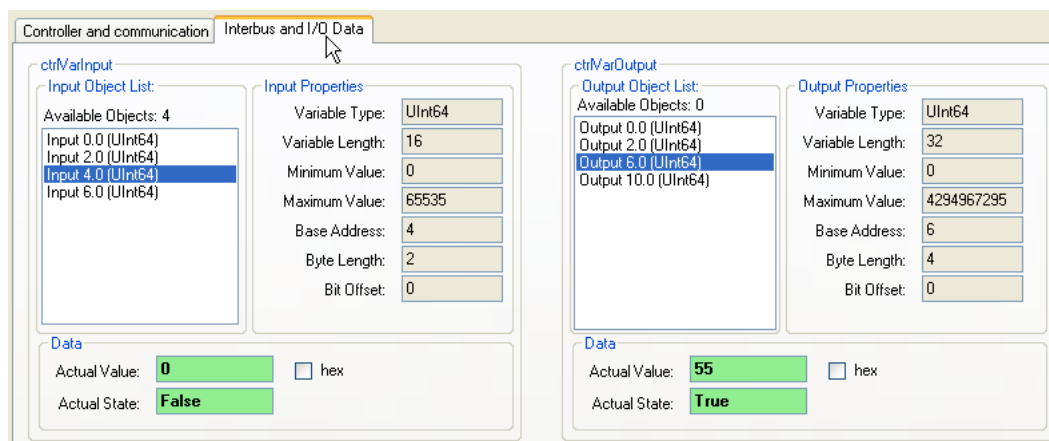 Controller and communication
Interbus and I/O Data
ctrlVarInput
Input Object List:
Available Objects: 4
Input 0.0 (UInt64)
Input 2.0 (UInt64)
Input 4.0 (UInt64)
Input 6.0 (UInt64)
Input Properties
Variable Type: UInt64
Variable Length: 16
Minimum Value: 0
Maximum Value: 65535
Base Address: 4
Byte Length: 2
Bit Offset: 0
Data
Actual Value: 0
hex
Actual State: False
ctrlVarOutput
Output Object List:
Available Objects: 0
Output 0.0 (UInt64)
Output 2.0 (UInt64)
Output 6.0 (UInt64)
Output 10.0 (UInt64)
Output Properties
Variable Type: UInt64
Variable Length: 32
Minimum Value: 0
Maximum Value: 4294967295
Base Address: 6
Byte Length: 4
Bit Offset: 0
Data
Actual Value: 55
hex
Actual State: True